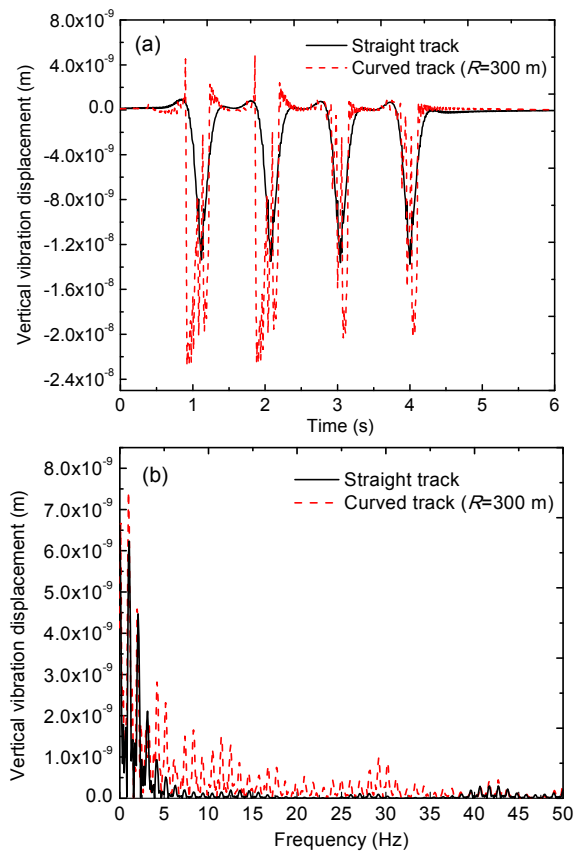 (a)
Straight track
Curved track (R=300 m)
Vertical vibration displacement (m)
8.0x10-9
4.0x10-9
0.0
-4.0x10-9
-8.0x10-9
-1.2x10-8
-1.6x10-8
-2.0x10-8
-2.4x10-8
0 1 2 3 4 5 6
Time (s)
(b)
Straight track
Curved track (R=300 m)
Vertical vibration displacement (m)
8.0x10-9
7.0x10-9
6.0x10-9
5.0x10-9
4.0x10-9
3.0x10-9
2.0x10-9
1.0x10-9
0.0
0 5 10 15 20 25 30 35 40 45 50
Frequency (Hz)